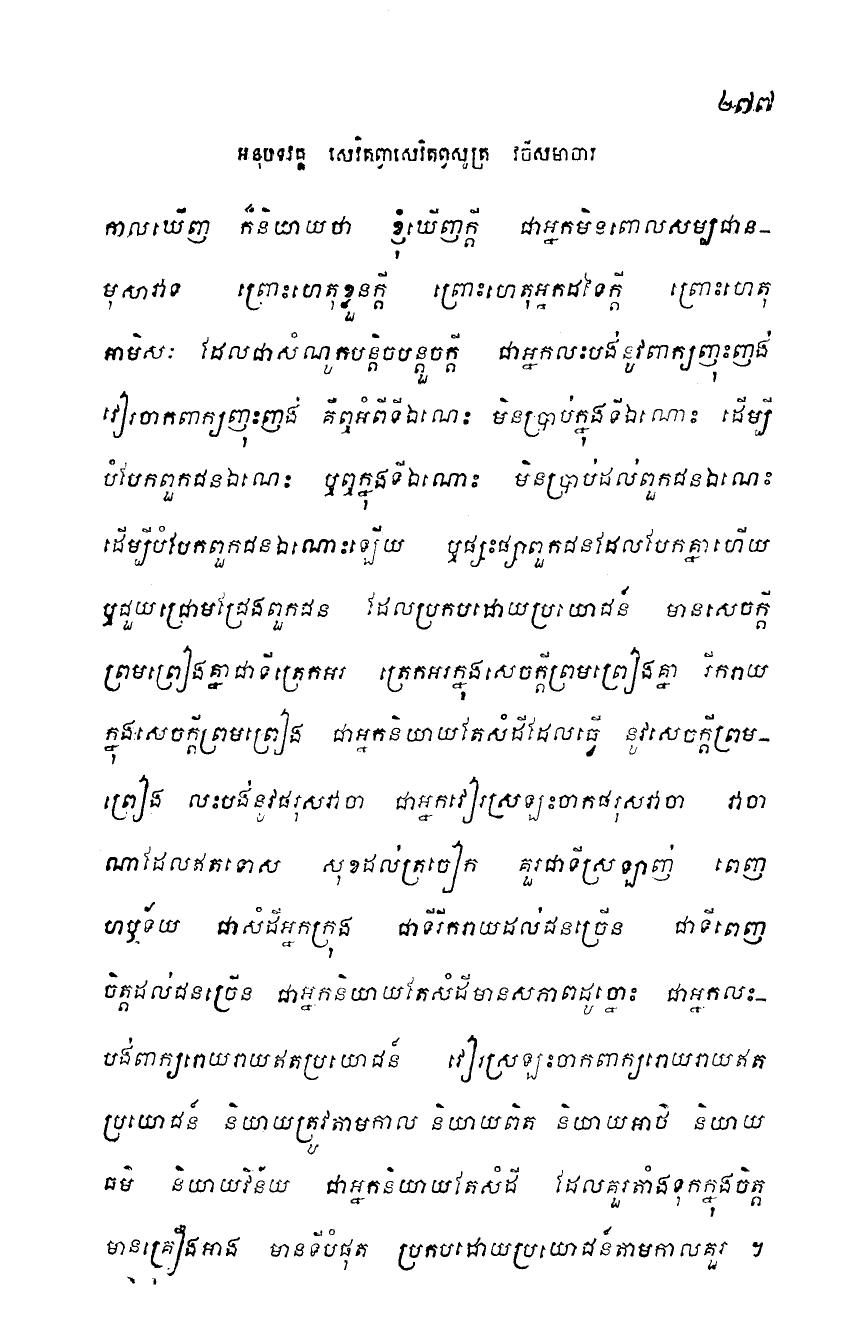 ២៧៧
អនុបទវគ្គ សេវិតព្វាសេវិតព្វសូត្រ វចីសមាចារ
កាលឃើញ ក៏និយាយថា ខ្ញុំឃើញក្តី ជាអ្នកមិនពោលសម្បជាន-
មុសាវាទ ព្រោះហេតុខ្លួនក្តី ព្រោះហេតុអ្នកដទៃក្តី ព្រោះហេតុ
អាមិសៈ ដែលជាសំណូកបន្តិចបន្តួចក្តី ជាអ្នកលះបង់នូវពាក្យញុះញង់
វៀរចាកពាក្យញុះញង់ គឺឮអំពីទីឯណេះ មិនប្រាប់ក្នុងទីឯណោះ ដើម្បី
បំបែកពួកជនឯណេះ ឬឮក្នុងទីឯណោះ មិនប្រាប់ដល់ពួកជនឯណេះ
ដើម្បីបំបែកពួកជនឯណោះឡើយ ឬផ្សះផ្សាពួកជនដែលបែកគ្នាហើយ
ឬជួយជ្រោមជ្រែងពួកជន ដែលប្រកបដោយប្រយោជន៍ មានសេចក្តី
ព្រមព្រៀងគ្នាជាទីត្រេកអរ ត្រេកអរក្នុងសេចក្តីព្រមព្រៀងគ្នា រីករាយ
ក្នុងសេចក្តីព្រមព្រៀង ជាអ្នកនិយាយតែសំដីដែលធ្វើ នូវសេចក្តីព្រម-
ព្រៀង លះបង់នូវផរុសវាចា ជាអ្នកវៀរស្រឡះចាកផរុសវាចា វាចា
ណាដែលឥតទោស សុខដល់ត្រចៀក គួរជាទីស្រឡាញ់ ពេញ
ហឫទ័យ ជាសំដីអ្នកក្រុង ជាទីរីករាយដល់ជនច្រើន ជាទីពេញ
ចិត្តដល់ជនច្រើន ជាអ្នកនិយាយតែសំដីមានសភាពដូច្នោះ ជាអ្នកលះ-
បង់ពាក្យរោយរាយឥតប្រយោជន៍ វៀរស្រឡះចាកពាក្យរោយរាយឥត
ប្រយោជន៍ និយាយត្រូវតាមកាល និយាយពិត និយាយអាថ៌ និយាយ
ធម៌ និយាយវិន័យ ជាអ្នកនិយាយតែសំដី ដែលគួរតាំងទុកក្នុងចិត្ត
មានគ្រឿងអាង មានទីបំផុត ប្រកបដោយប្រយោជន៍តាមកាលគួរ ។